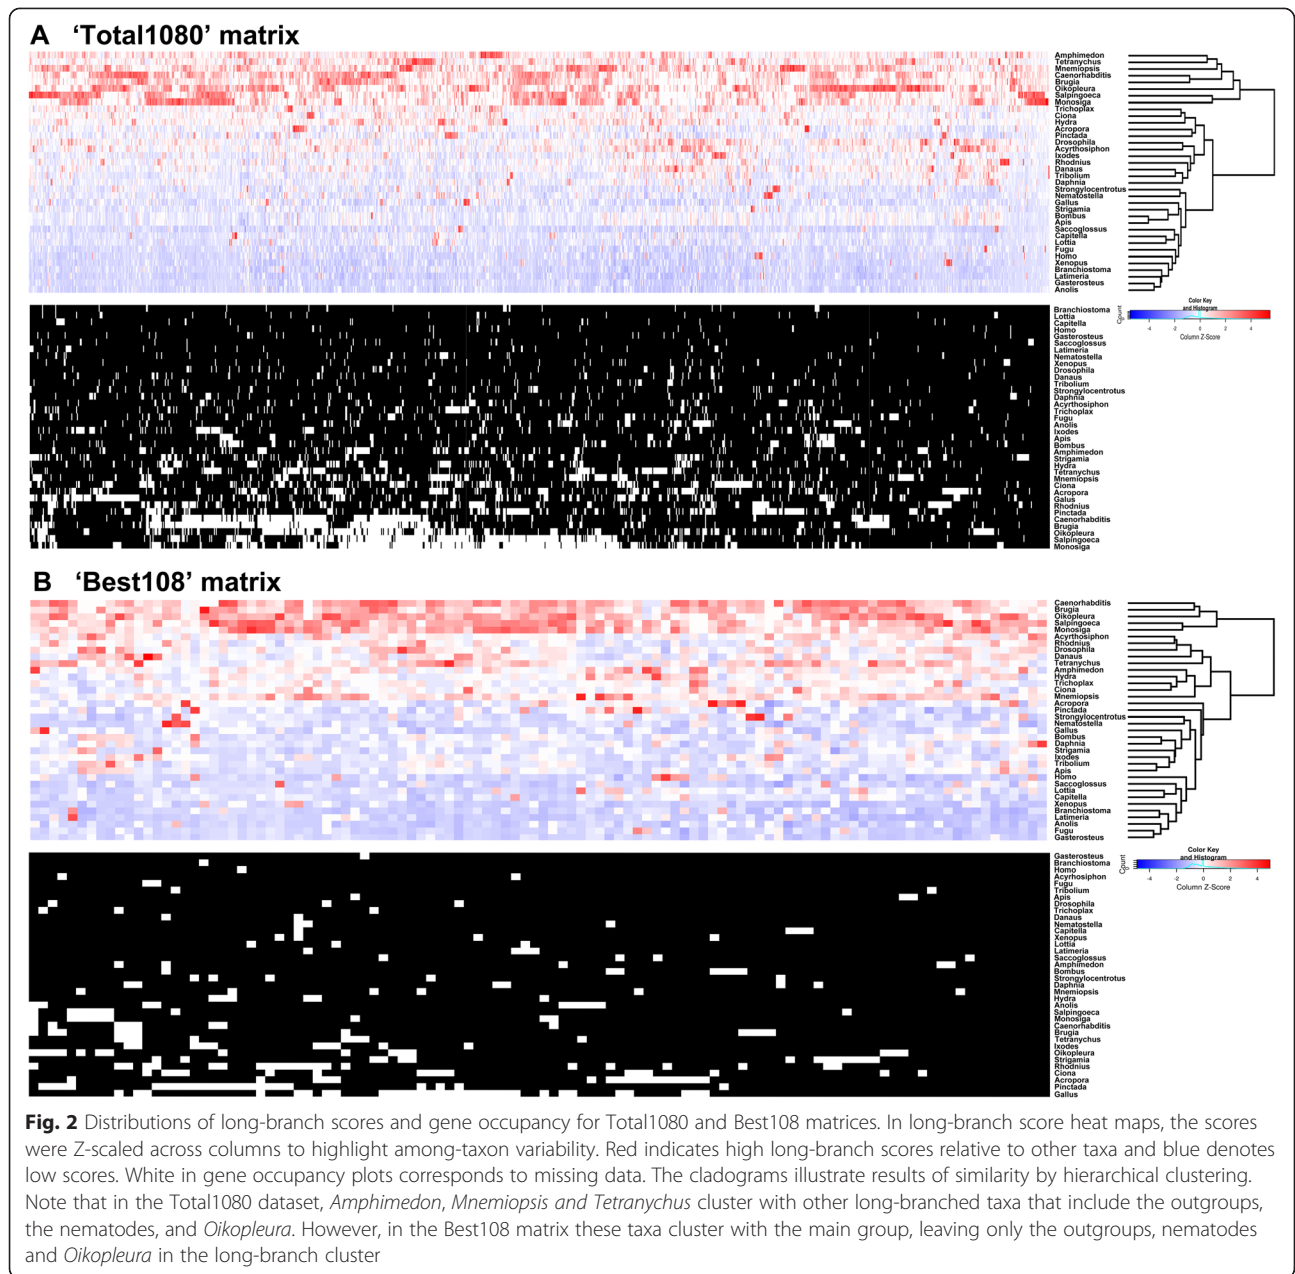 A ‘Total1080’ matrix
Amphimedon
Tetranychus
Mnemiopsis
Caenorhabditis
Brugia
Oikopleura
Salpingoeca
Monosiga
Trichoplax
Ciona
Hydra
Acropora
Pinctada
Drosophila
Acyrthosiphon
Ixodes
Rhodnius
Danaus
Tribolium
Daphnia
Strongylocentrotus
Nematostella
Gallus
Strigamia
Bombus
Apis
Saccoglossus
Capitella
Lottia
Fugu
Homo
Xenopus
Branchiostoma
Latimeria
Gasterosteus
Anolis
Branchiostoma
Lottia
Capitella
Homo
Gasterosteus
Saccoglossus
Latimeria
Nematostella
Xenopus
Drosophila
Danaus
Tribolium
Strongylocentrotus
Daphnia
Acyrthosiphon
Trichoplax
Fugu
Anolis
Ixodes
Apis
Bombus
Amphimedon
Strigamia
Hydra
Tetranychus
Mnemiopsis
Ciona
Acropora
Galus
Rhodnius
Pinctada
Caenorhabditis
Brugia
Oikopleura
Salpingoeca
Monosiga
Color Key
and Histogram
Count
0
-4 -2 0 2 4
Column Z-Score
B ‘Best108’ matrix
Caenorhabditis
Brugia
Oikopleura
Salpingoeca
Monosiga
Acyrthosiphon
Rhodnius
Drosophila
Danaus
Tetranychus
Amphimedon
Hydra
Trichoplax
Ciona
Mnemiopsis
Acropora
Pinctada
Strongylocentrotus
Nematostella
Gallus
Bombus
Daphnia
Strigamia
Ixodes
Tribolium
Apis
Homo
Saccoglossus
Lottia
Capitella
Xenopus
Branchiostoma
Latimeria
Anolis
Fugu
Gasterosteus
Gasterosteus
Branchiostoma
Homo
Acyrhosiphon
Fugu
Tribolium
Apis
Drosophila
Trichoplax
Danaus
Nematostella
Capitella
Xenopus
Lottia
Latimeria
Saccoglossus
Amphimedon
Bombus
Strongylocentrotus
Daphnia
Mnemiopsis
Hydra
Anolis
Salpingoeca
Monosiga
Caenorhabditis
Brugia
Tetranychus
Ixodes
Oikopleura
Strigamia
Rhodnius
Ciona
Acropora
Pinctada
Gallus
Color Key
and Histogram
Count
0
-4 -2 0 2 4
Column Z-Score
Fig. 2 Distributions of long-branch scores and gene occupancy for Total1080 and Best108 matrices. In long-branch score heat maps, the scores
were Z-scaled across columns to highlight among-taxon variability. Red indicates high long-branch scores relative to other taxa and blue denotes
low scores. White in gene occupancy plots corresponds to missing data. The cladograms illustrate results of similarity by hierarchical clustering.
Note that in the Total1080 dataset, Amphimedon, Mnemiopsis and Tetranychus cluster with other long-branched taxa that include the outgroups,
the nematodes, and Oikopleura. However, in the Best108 matrix these taxa cluster with the main group, leaving only the outgroups, nematodes
and Oikopleura in the long-branch cluster